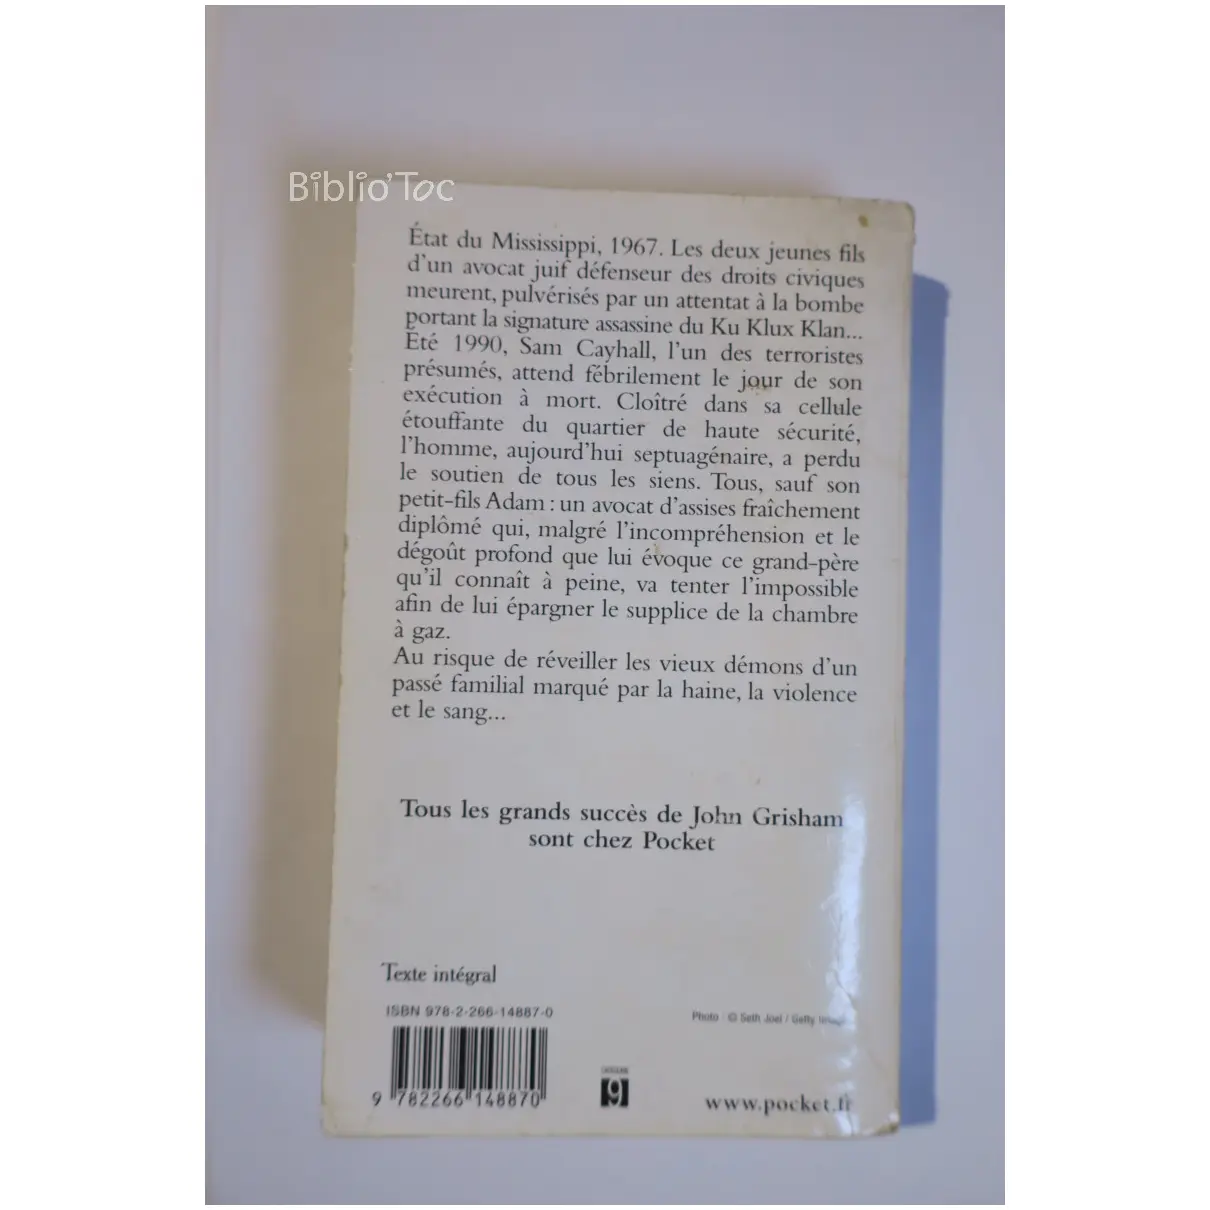 Biblio'Toc
État du Mississippi, 1967. Les deux jeunes fils
d'un avocat juif défenseur des droits civiques
meurent, pulvérisés par un attentat à la bombe
portant la signature assassine du Ku Klux Klan...
Été 1990, Sam Cayhall, l'un des terroristes
présumés, attend fébrilement le jour de son
exécution à mort. Cloîtré dans sa cellule
étouffante du quartier de haute sécurité,
l'homme, aujourd'hui septuagénaire, a perdu
le soutien de tous les siens. Tous, sauf son
petit-fils Adam : un avocat d'assises fraîchement
diplômé qui, malgré l'incompréhension et le
dégoût profond que lui évoque ce grand-père
qu'il connaît à peine, va tenter l'impossible
afin de lui épargner le supplice de la chambre
à gaz.
Au risque de réveiller les vieux démons d'un
passé familial marqué par la haine, la violence
et le sang...
Tous les grands succès de John Grisham
sont chez Pocket
Texte intégral
ISBN 978-2-266-14887-0
Photo : © Seth Joel / Getty Images
9 782266 148870
9
www.pocket.fr